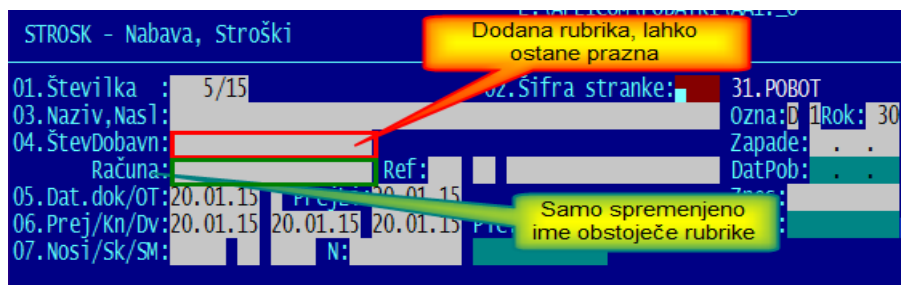 STROSK - Nabava, Stroški
Dodana rubrika, lahko
ostane prazna
01.Številka : 5/15 02.Šifra stranke: 31.POBOT
03.Naziv,Nasl: Ozna:D 1Rok: 30
04.ŠtevDobavn: Zapade: . .
Računa: Ref: DatPob: . .
05.Dat.dok/OT:20.01.15 20.01.15
06.Prej/Kn/Dv:20.01.15 20.01.15 20.01.15
Samo spremenjeno
ime obstoječe rubrike
07.Nosi/Sk/SM: N: